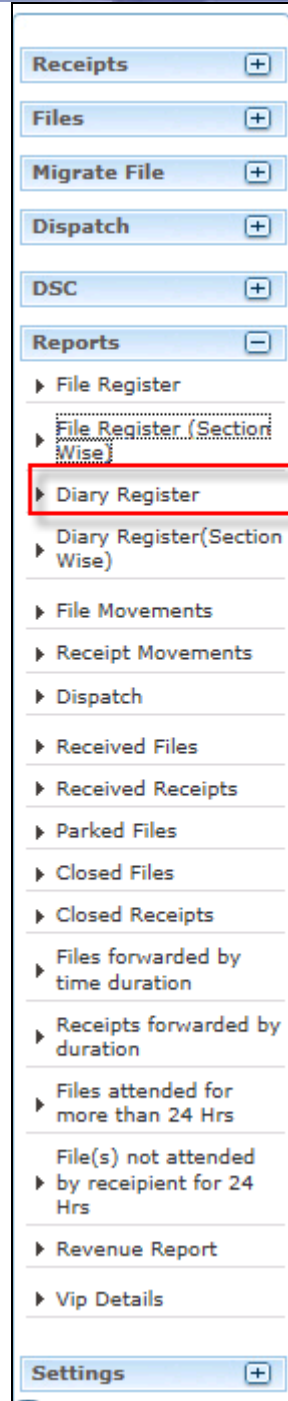 Receipts
Files
Migrate File
Dispatch
DSC
Reports
File Register
File Register (Section
Wise)
Diary Register
Diary Register(Section
Wise)
File Movements
Receipt Movements
Dispatch
Received Files
Received Receipts
Parked Files
Closed Files
Closed Receipts
Files forwarded by
time duration
Receipts forwarded by
duration
Files attended for
more than 24 Hrs
File(s) not attended
by receipient for 24
Hrs
Revenue Report
Vip Details
Settings